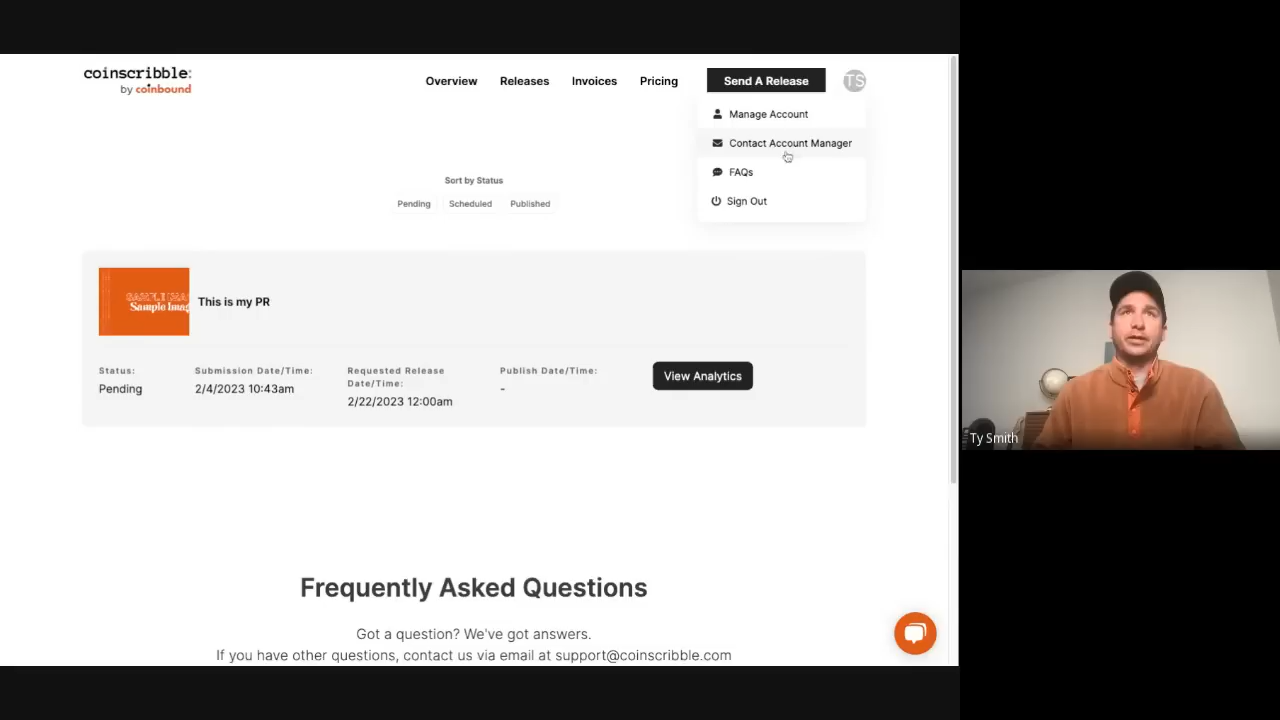 coinscribble:
by coinbound
Overview
Releases
Invoices
Pricing
Send A Release
TS
Manage Account
Contact Account Manager
FAQs
Sign Out
Sort by Status
Pending
Scheduled
Published
Sample Imag
This is my PR
Status:
Pending
Submission Date/Time:
2/4/2023 10:43am
Requested Release
Date/Time:
2/22/2023 12:00am
Publish Date/Time:
-
View Analytics
Ty Smith
Frequently Asked Questions
Got a question? We've got answers.
If you have other questions, contact us via email at support@coinscribble.com